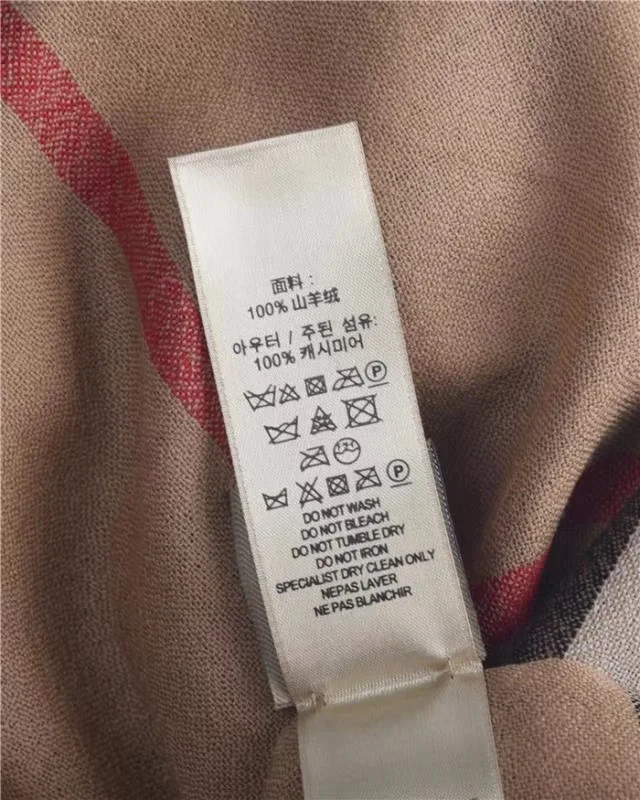 面料：
100% 山羊绒
아우터 / 주된 섬유:
100% 캐시미어
P
P
DO NOT WASH
DO NOT BLEACH
DO NOT TUMBLE DRY
DO NOT IRON
SPECIALIST DRY CLEAN ONLY
NEPAS LAVER
NE PAS BLANCHIR